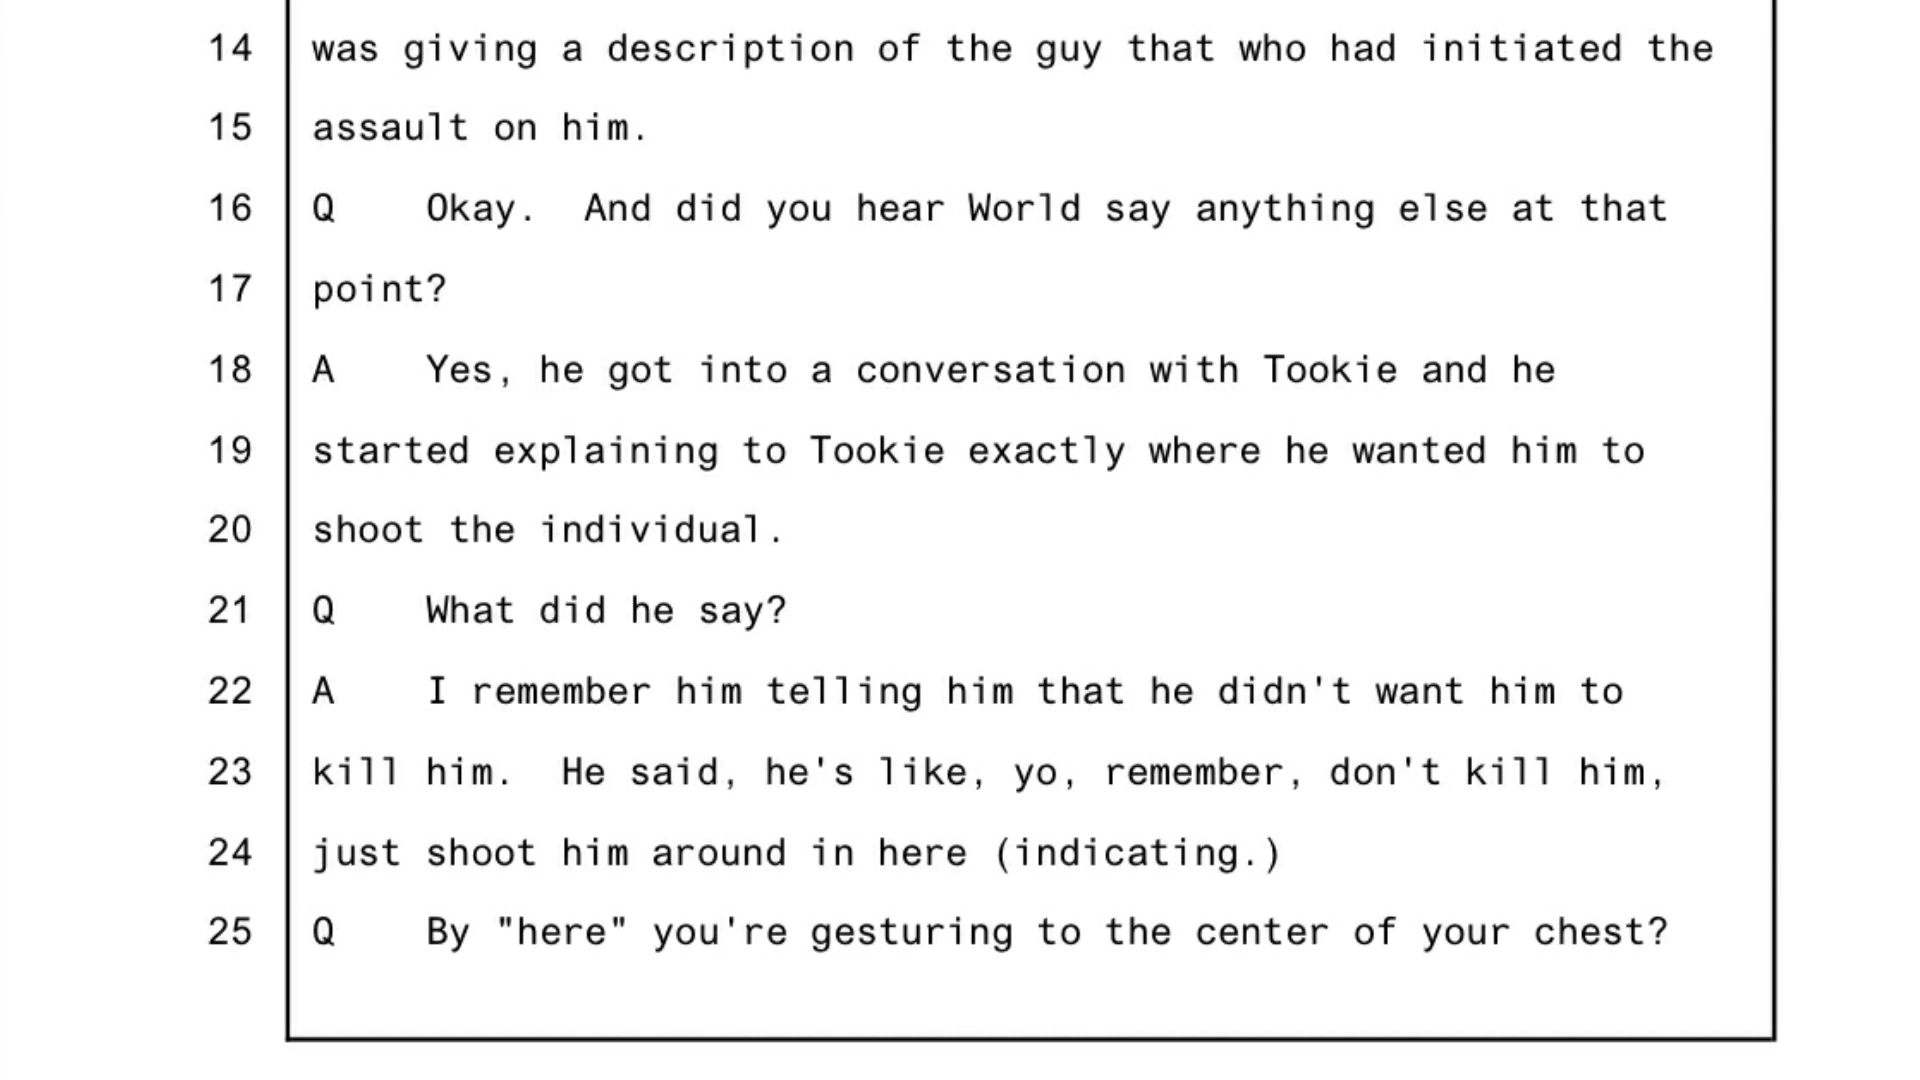 14 was giving a description of the guy that who had initiated the
15 assault on him.
16 Q Okay. And did you hear World say anything else at that
17 point?
18 A Yes, he got into a conversation with Tookie and he
19 started explaining to Tookie exactly where he wanted him to
20 shoot the individual.
21 Q What did he say?
22 A I remember him telling him that he didn't want him to
23 kill him. He said, he's like, yo, remember, don't kill him,
24 just shoot him around in here (indicating.)
25 Q By "here" you're gesturing to the center of your chest?